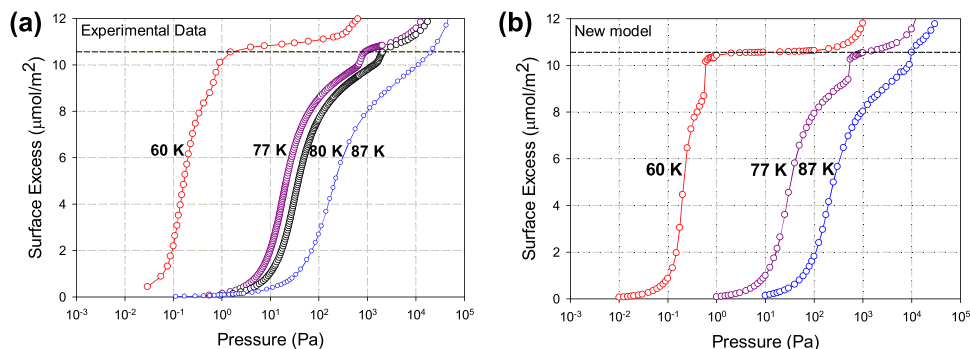 (a)
Experimental Data
Surface Excess (μmol/m²)
12
10
8
6
4
2
0
60 K
77 K
80 K
87 K
10⁻³
10⁻²
10⁻¹
10⁰
10¹
10²
10³
10⁴
10⁵
Pressure (Pa)
(b)
New model
Surface Excess (μmol/m²)
12
10
8
6
4
2
0
60 K
77 K
87 K
10⁻³
10⁻²
10⁻¹
10⁰
10¹
10²
10³
10⁴
10⁵
Pressure (Pa)